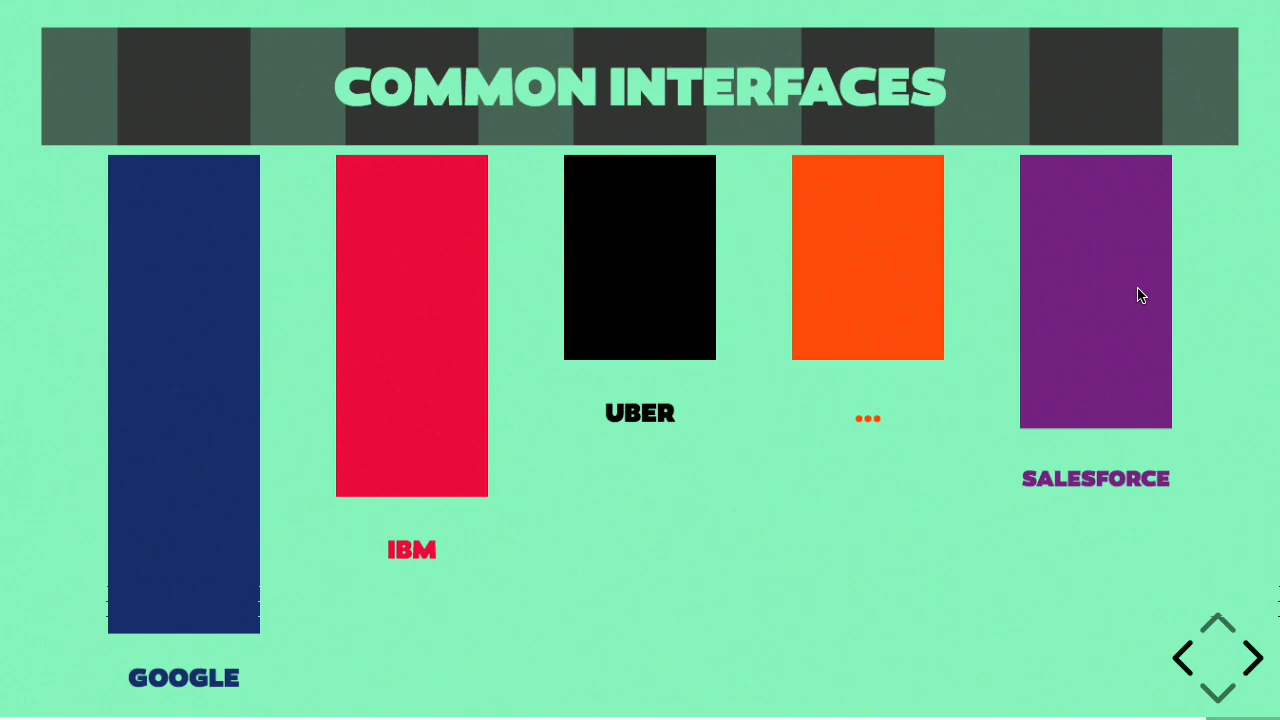 COMMON INTERFACES
UBER
...
SALESFORCE
IBM
GOOGLE